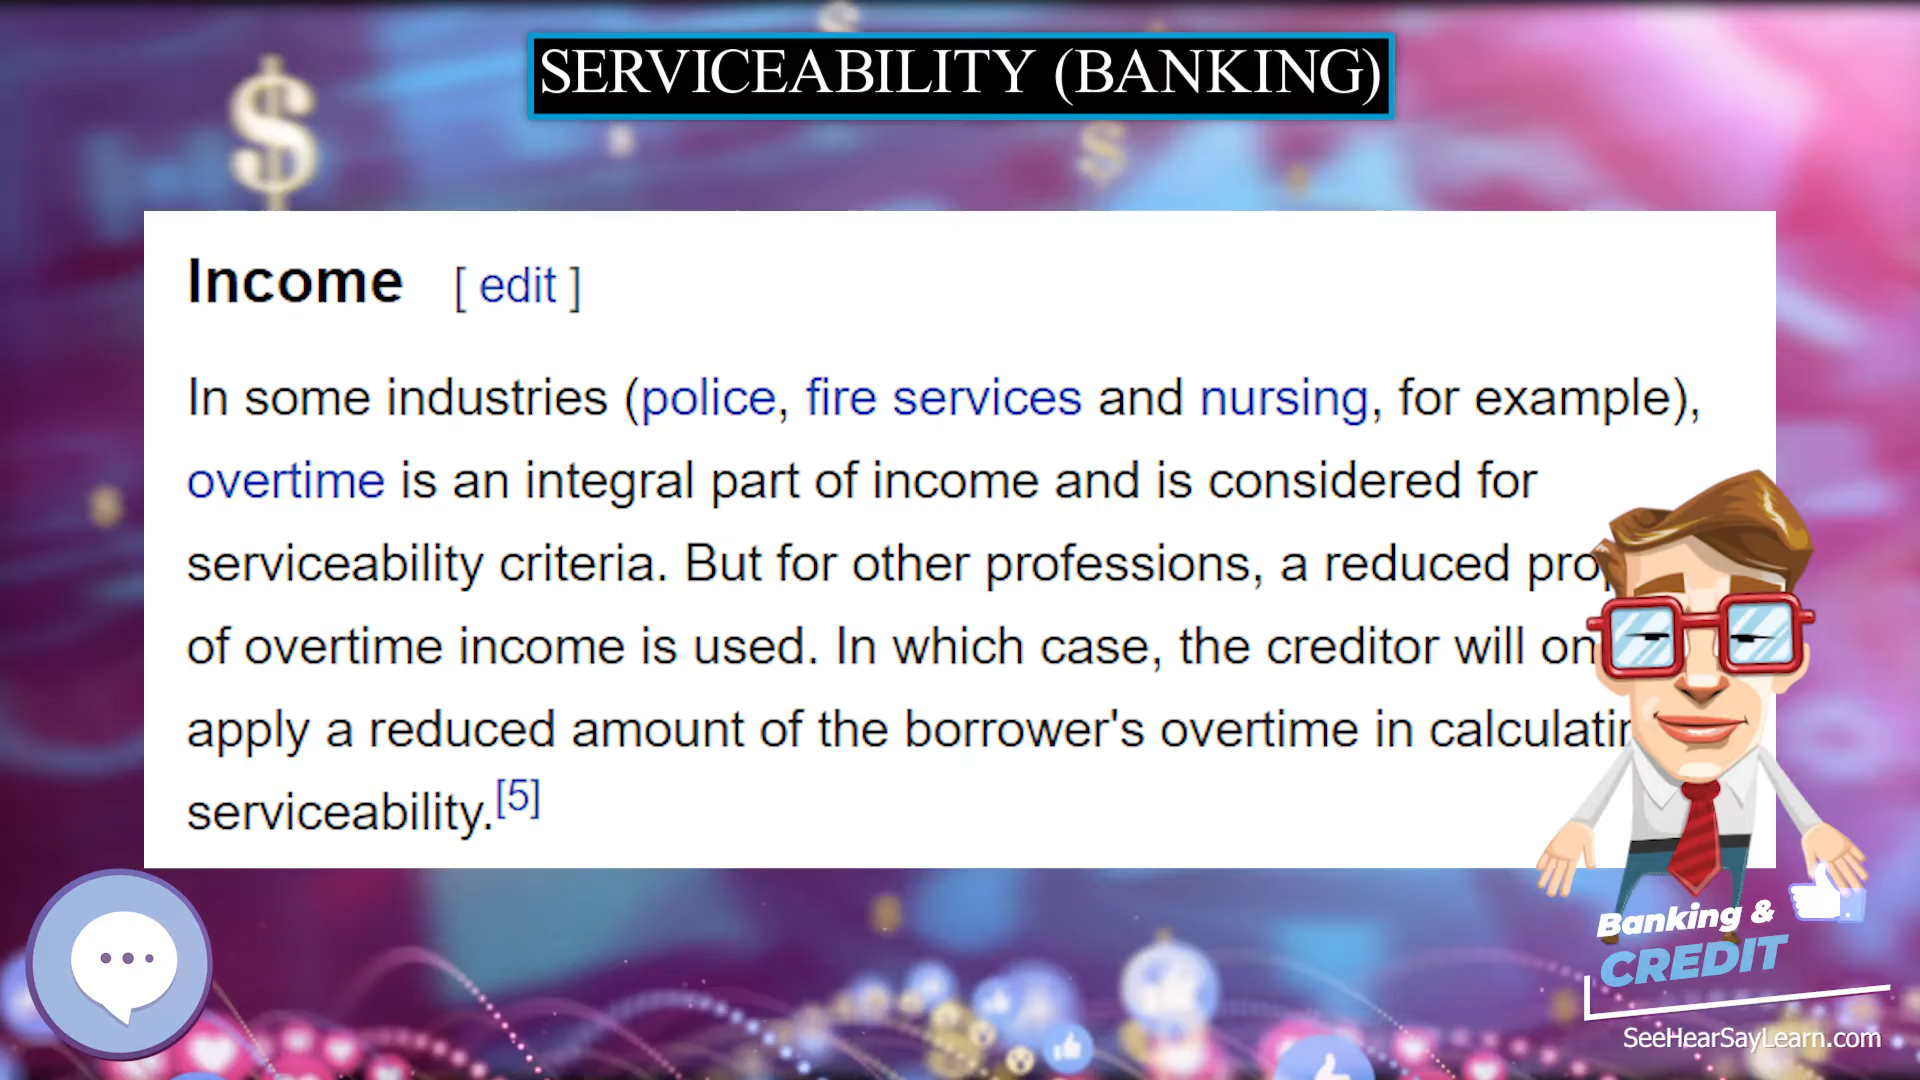 SERVICEABILITY (BANKING)
Income [ edit ]
In some industries (police, fire services and nursing, for example),
overtime is an integral part of income and is considered for
serviceability criteria. But for other professions, a reduced
of overtime income is used. In which case, the creditor will
apply a reduced amount of the borrower's overtime in
serviceability.[5]
Banking &
CREDIT
SeeHearSayLearn.com